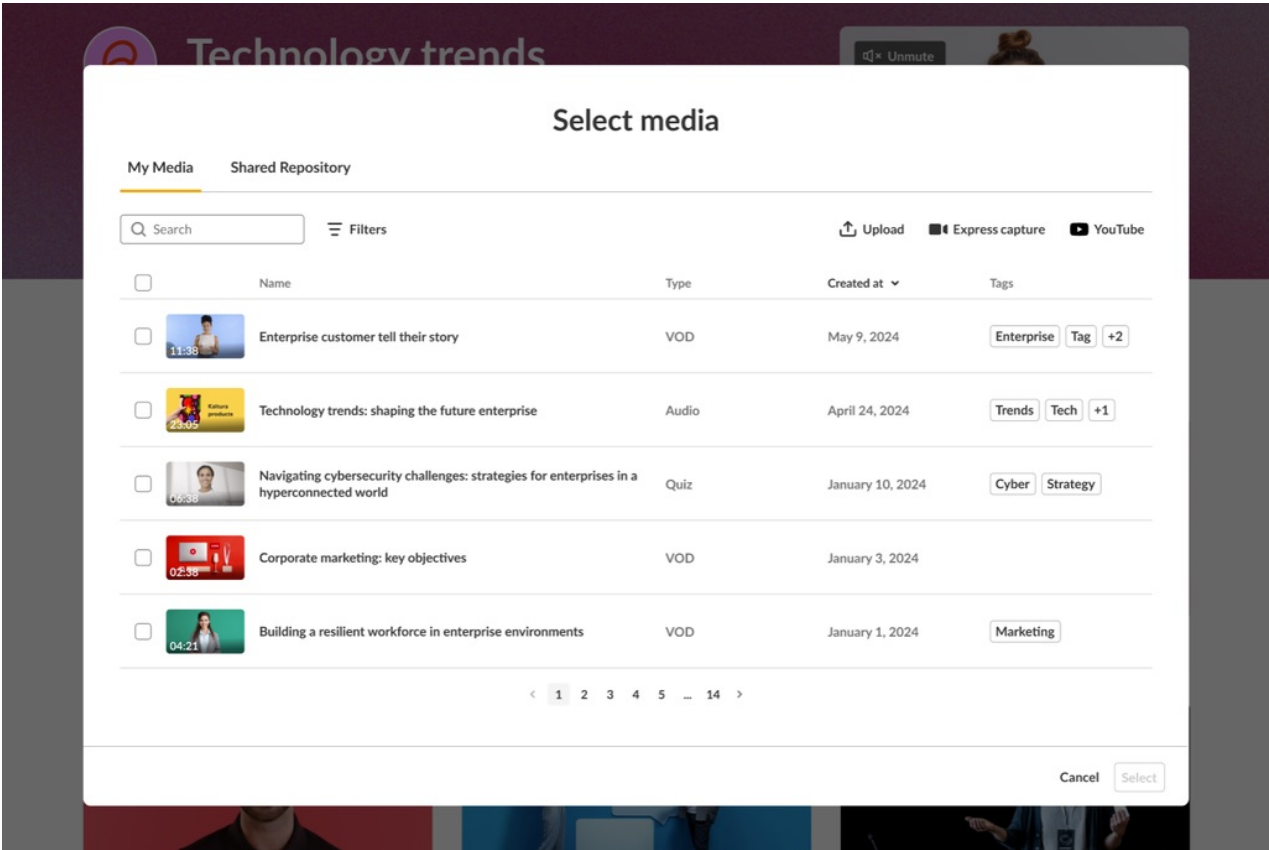 Technology trends
Unmute
Select media
My Media Shared Repository
Search Filters Upload Express capture YouTube
Name Type Created at Tags
11:38 Enterprise customer tell their story VOD May 9, 2024 Enterprise Tag +2
Kaltura
products
23:05 Technology trends: shaping the future enterprise Audio April 24, 2024 Trends Tech +1
Navigating cybersecurity challenges: strategies for enterprises in a
hyperconnected world
06:38 Quiz January 10, 2024 Cyber Strategy
02:38 Corporate marketing: key objectives VOD January 3, 2024
04:21 Building a resilient workforce in enterprise environments VOD January 1, 2024 Marketing
< 1 2 3 4 5 ... 14 >
Cancel Select